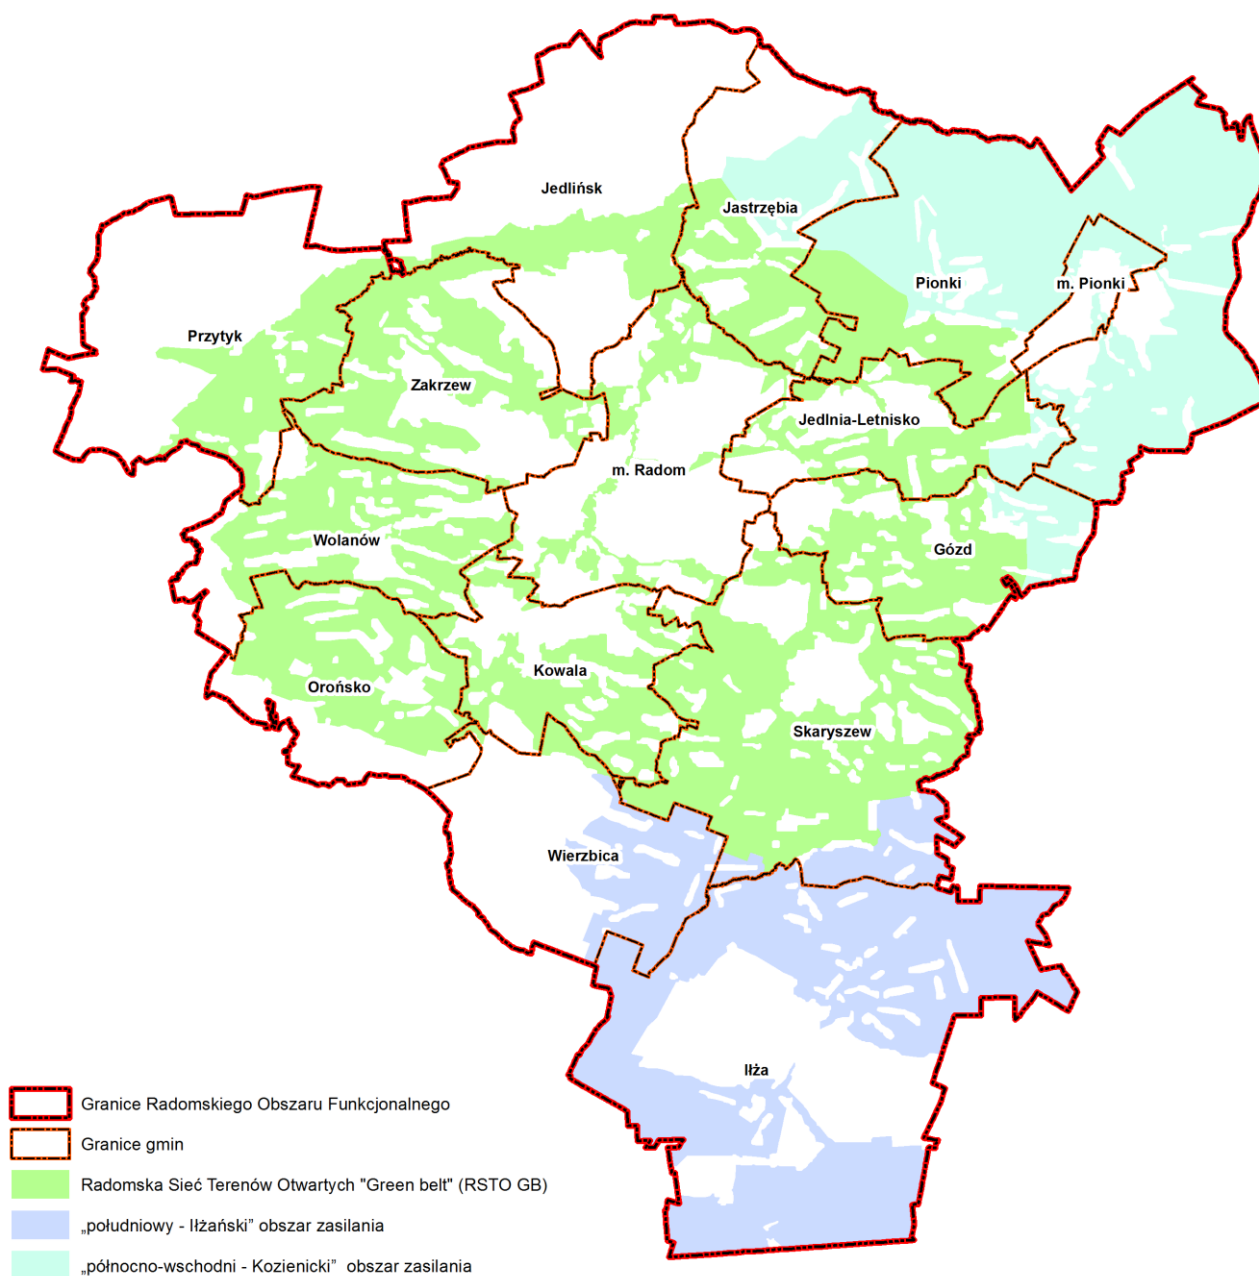 Jedlińsk
Jastrzębia
Pionki
m. Pionki
Przytyk
Zakrzew
Jedlnia-Letnisko
m. Radom
Wolanów
Gózd
Kowala
Orońsko
Skaryszew
Wierzbica
Iłża
Granice Radomskiego Obszaru Funkcjonalnego
Granice gmin
Radomska Sieć Terenów Otwartych "Green belt" (RSTO GB)
„południowy - Iłżański” obszar zasilania
„północno-wschodni - Kozienicki” obszar zasilania